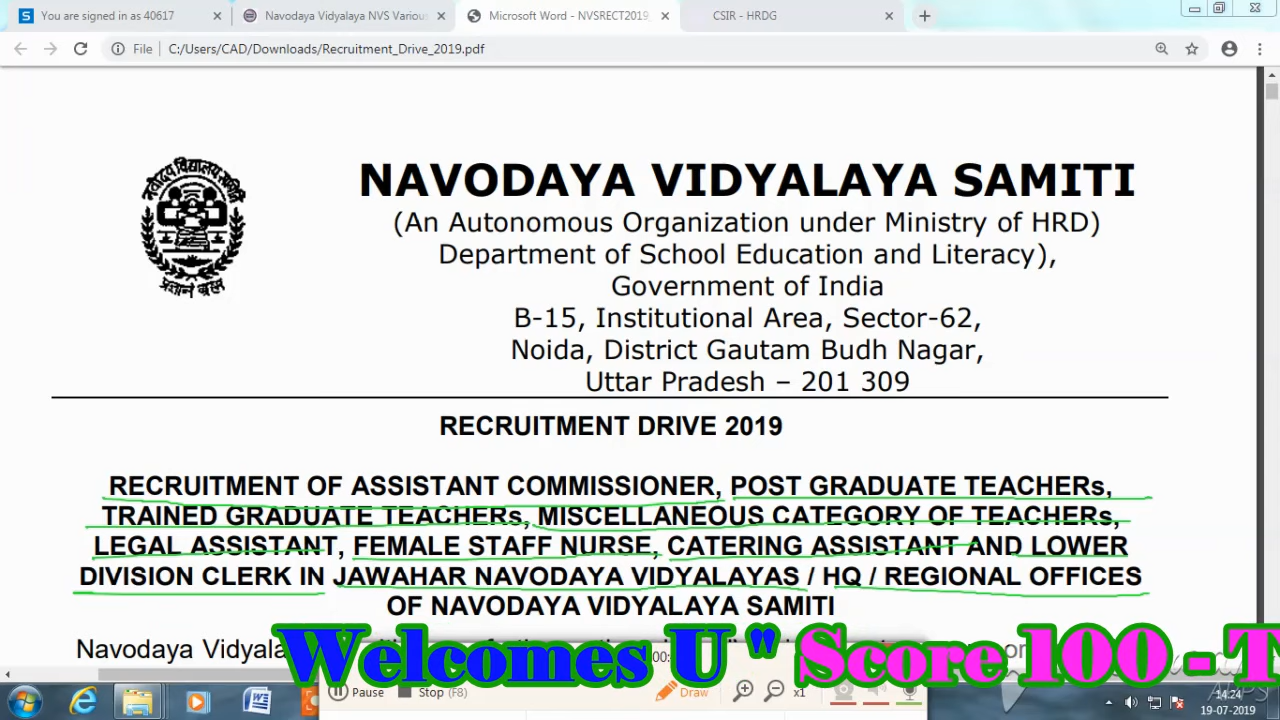 You are signed in as 40617
Navodaya Vidyalaya NVS Various
Microsoft Word - NVSRECT2019
CSIR - HRDG
File C:/Users/CAD/Downloads/Recruitment_Drive_2019.pdf
NAVODAYA VIDYALAYA SAMITI
(An Autonomous Organization under Ministry of HRD)
Department of School Education and Literacy),
Government of India
B-15, Institutional Area, Sector-62,
Noida, District Gautam Budh Nagar,
Uttar Pradesh – 201 309
RECRUITMENT DRIVE 2019
RECRUITMENT OF ASSISTANT COMMISSIONER, POST GRADUATE TEACHERs,
TRAINED GRADUATE TEACHERs, MISCELLANEOUS CATEGORY OF TEACHERs,
LEGAL ASSISTANT, FEMALE STAFF NURSE, CATERING ASSISTANT AND LOWER
DIVISION CLERK IN JAWAHAR NAVODAYA VIDYALAYAS / HQ / REGIONAL OFFICES
OF NAVODAYA VIDYALAYA SAMITI
Navodaya
Welcomes U " Score 100 - T
Pause Stop (F8) Draw x1
14:24
19-07-2019